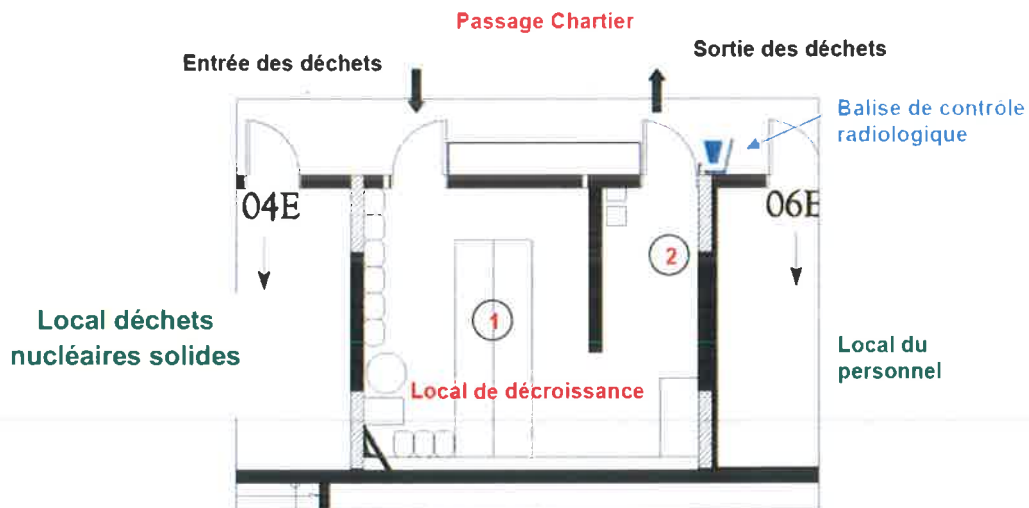 Passage Chartier
Entrée des déchets
Sortie des déchets
Balise de contrôle
radiologique
04E
06E
2
1
Local déchets
nucléaires solides
Local du
personnel
Local de décroissance